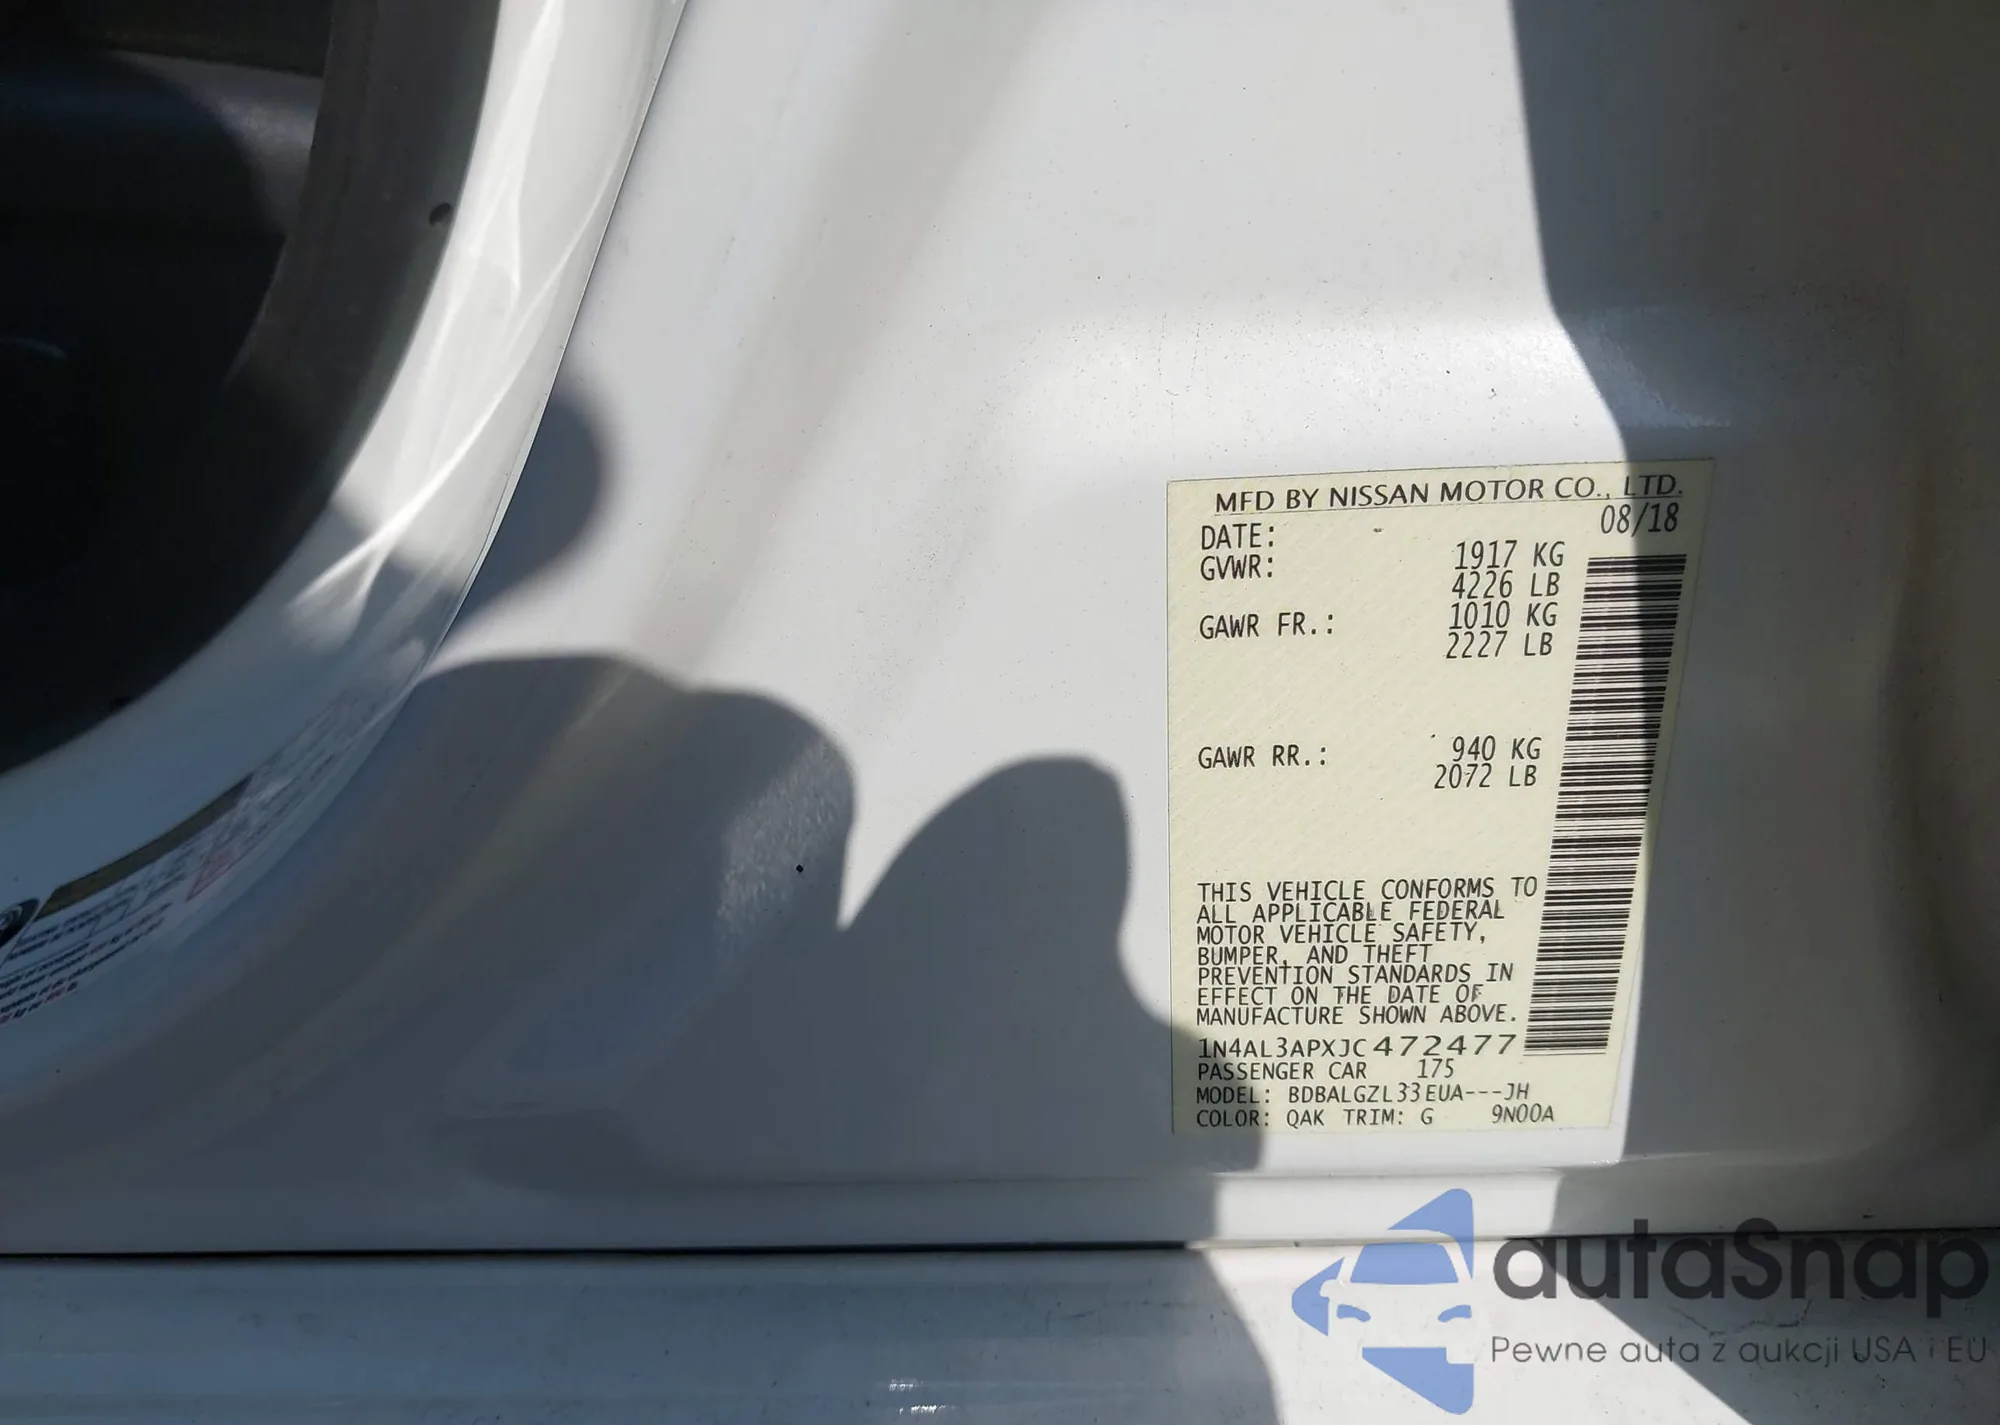 MFD BY NISSAN MOTOR CO., LTD.
DATE: 08/18
GVWR: 1917 KG
4226 LB
GAWR FR.: 1010 KG
2227 LB
GAWR RR.: 940 KG
2072 LB
THIS VEHICLE CONFORMS TO
ALL APPLICABLE FEDERAL
MOTOR VEHICLE SAFETY,
BUMPER, AND THEFT
PREVENTION STANDARDS IN
EFFECT ON THE DATE OF
MANUFACTURE SHOWN ABOVE.
1N4AL3APXJC472477
PASSENGER CAR 175
MODEL: BDBALGZL33EUA---JH
COLOR: QAK TRIM: G 9N00A
autaSnap
Pewne auta z aukcji USA i EU